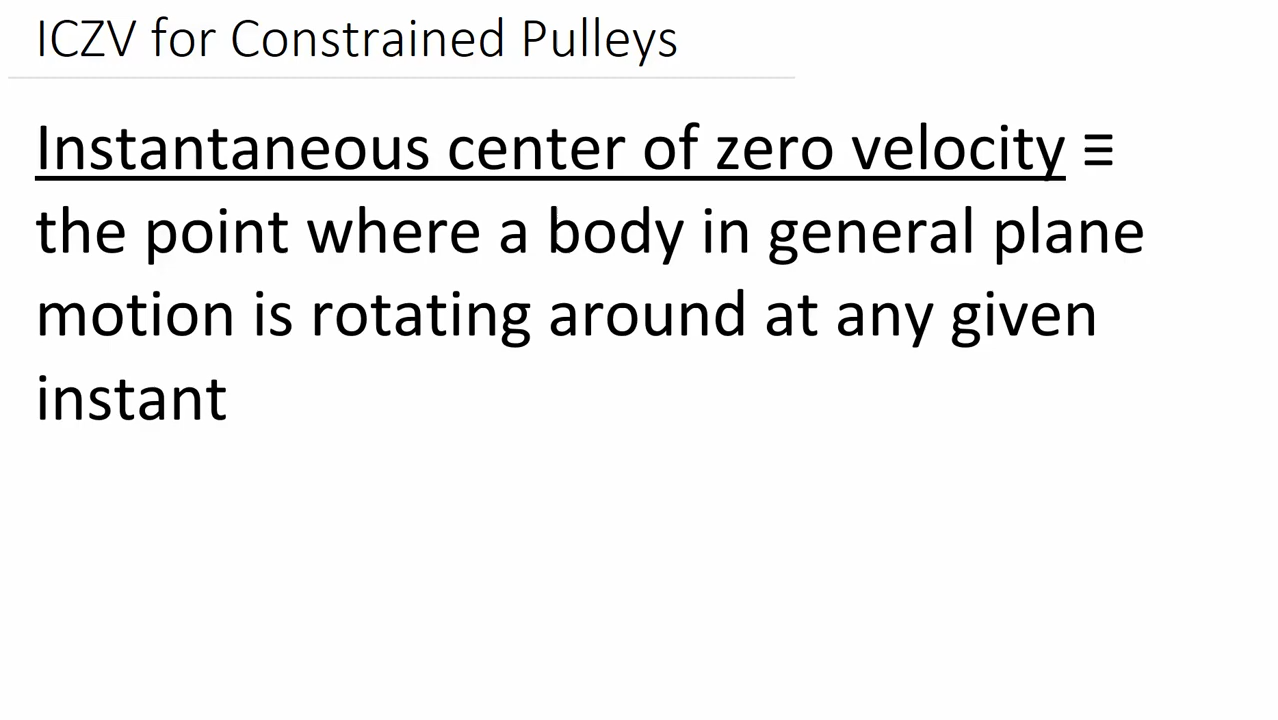 ICZV for Constrained Pulleys
Instantaneous center of zero velocity ≡
the point where a body in general plane
motion is rotating around at any given
instant